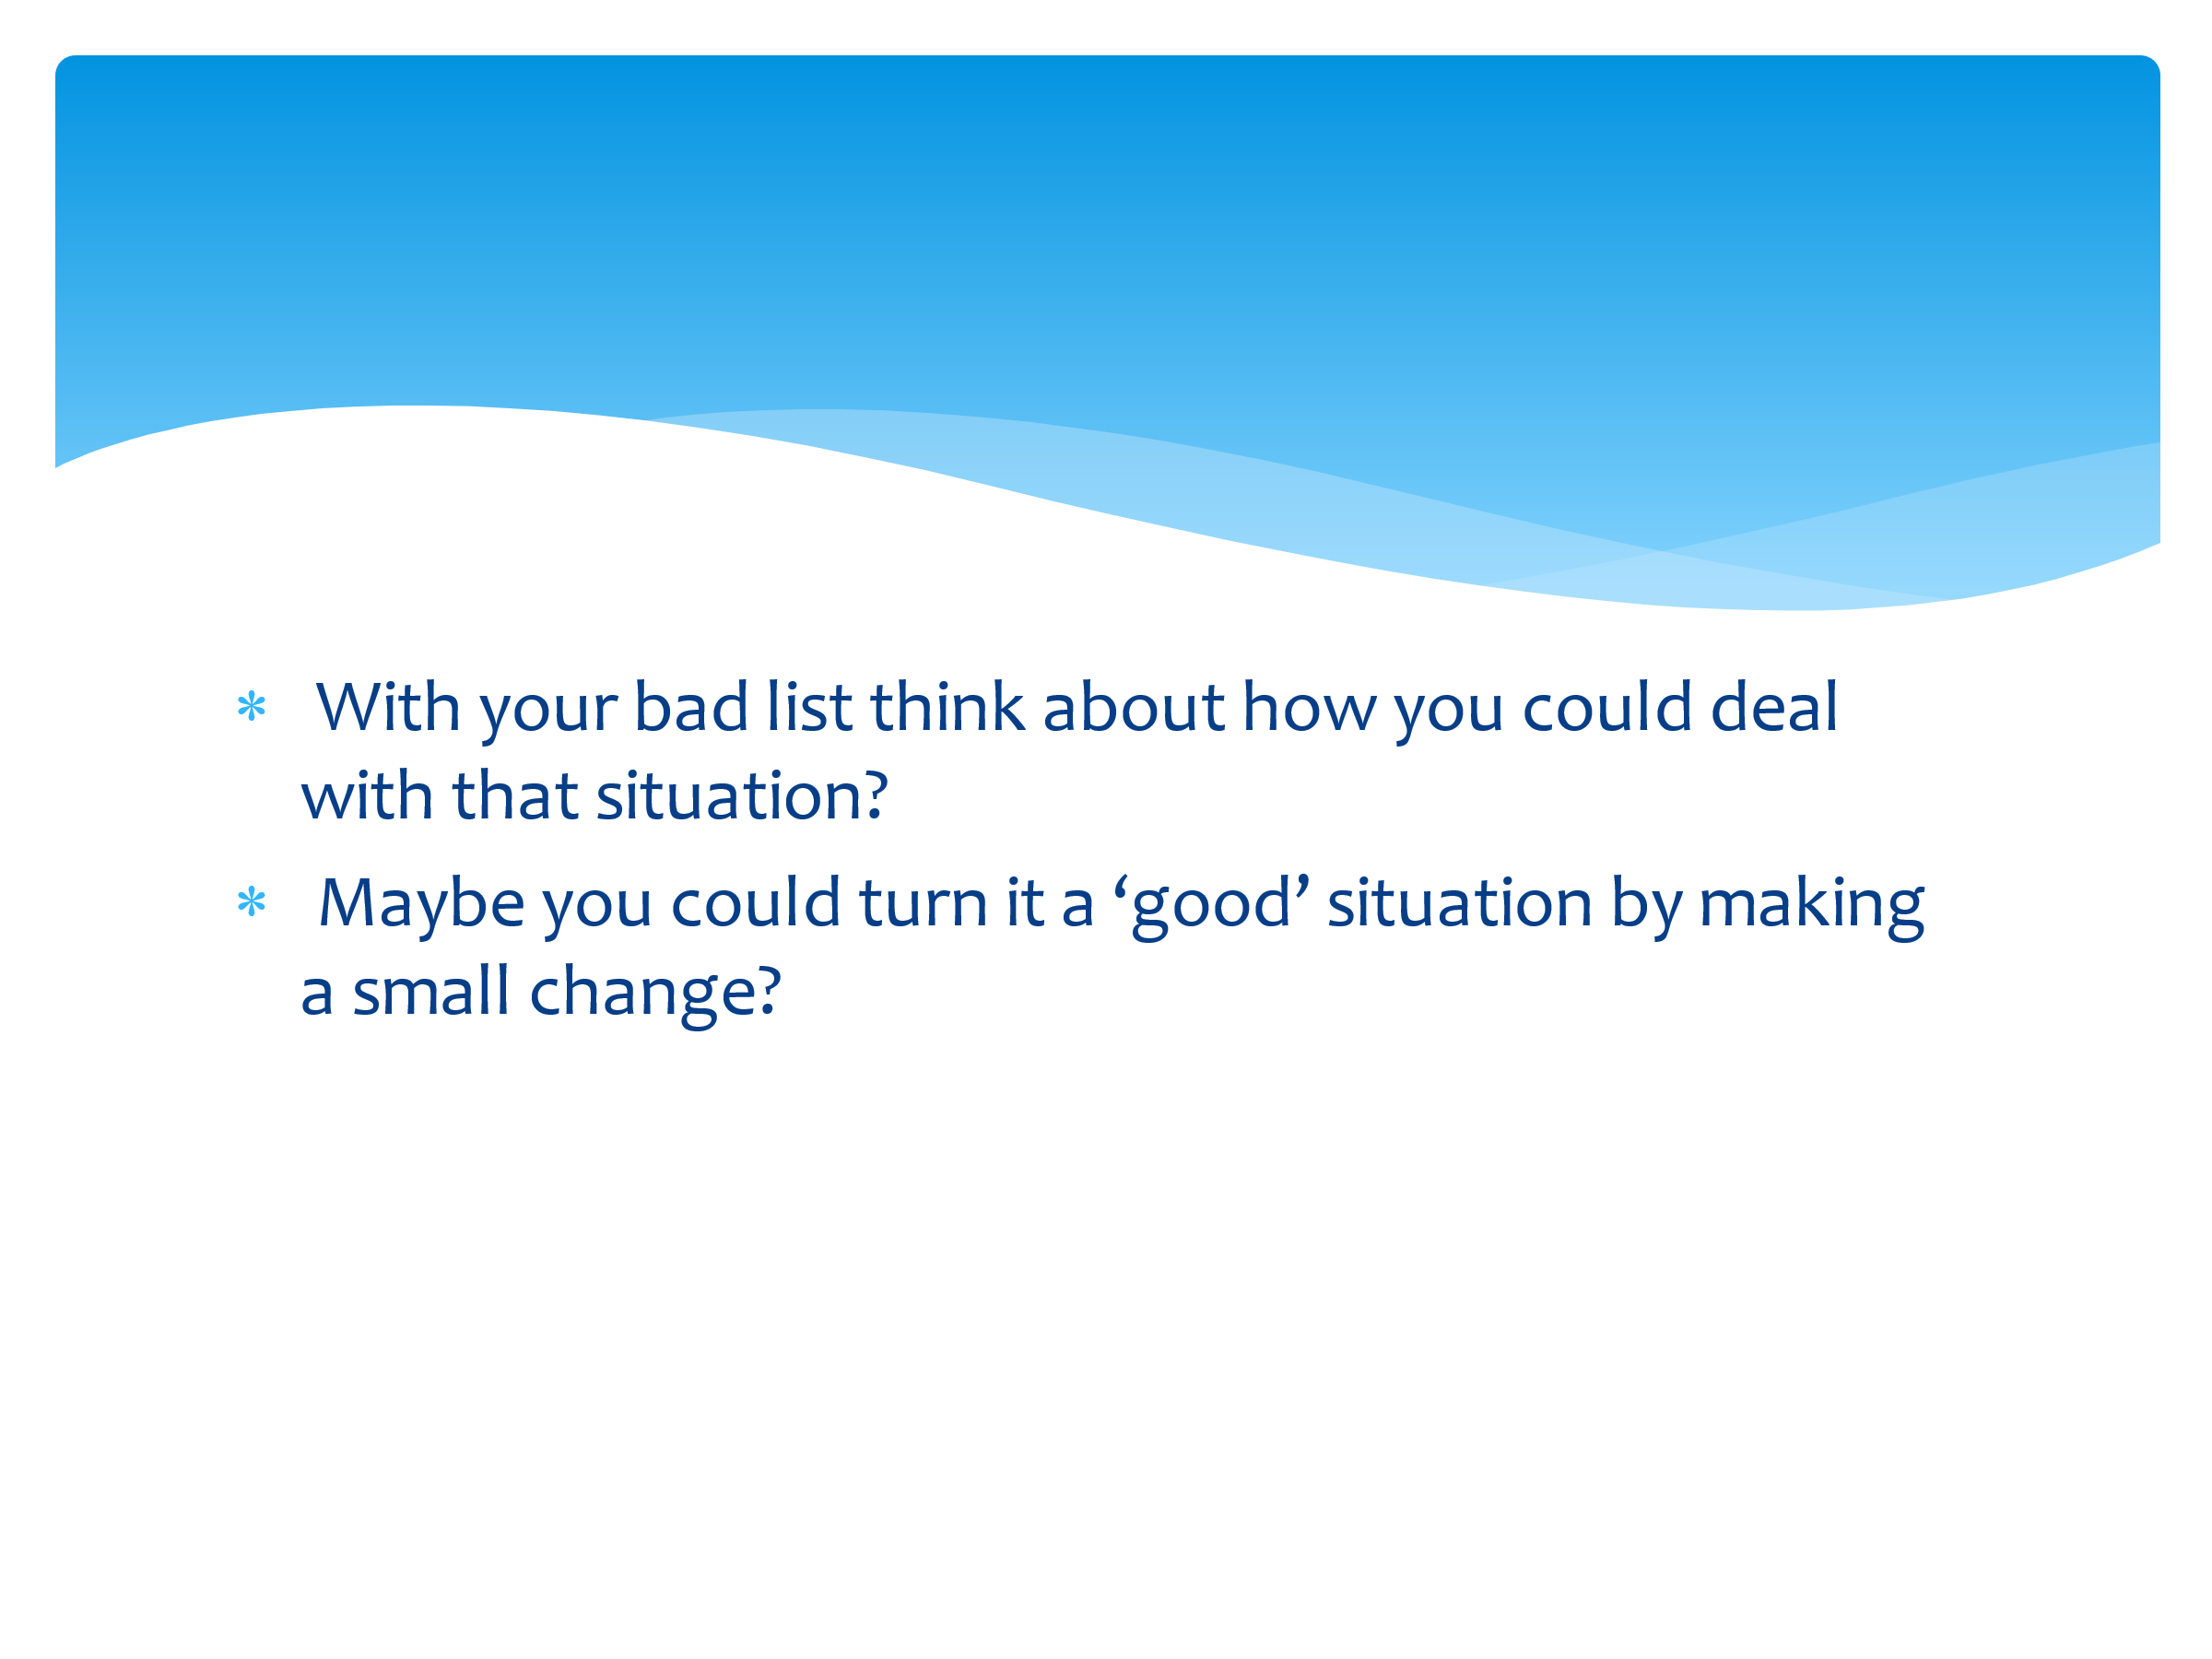 * With your bad list think about how you could deal
with that situation?
* Maybe you could turn it a ‘good’ situation by making
a small change?